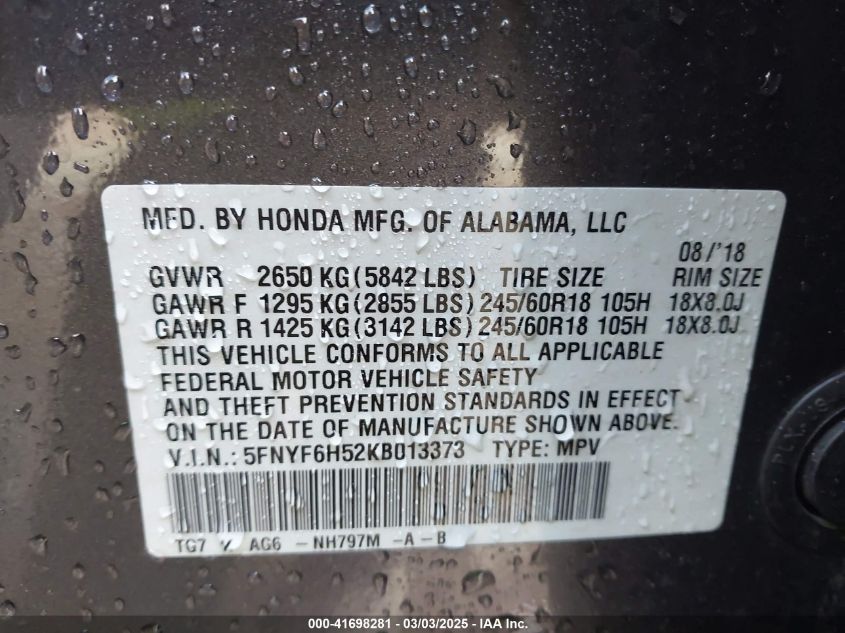 MFD. BY HONDA MFG. OF ALABAMA, LLC
08/'18
GVWR 2650 KG(5842 LBS) TIRE SIZE RIM SIZE
GAWR F 1295 KG(2855 LBS) 245/60R18 105H 18X8.0J
GAWR R 1425 KG(3142 LBS) 245/60R18 105H 18X8.0J
THIS VEHICLE CONFORMS TO ALL APPLICABLE
FEDERAL MOTOR VEHICLE SAFETY
AND THEFT PREVENTION STANDARDS IN EFFECT
ON THE DATE OF MANUFACTURE SHOWN ABOVE.
V.I.N.: 5FNYF6H52KB013373 TYPE: MPV
TG7 AG6 -NH797M -A -B
000-41698281 - 03/03/2025 - IAA Inc.